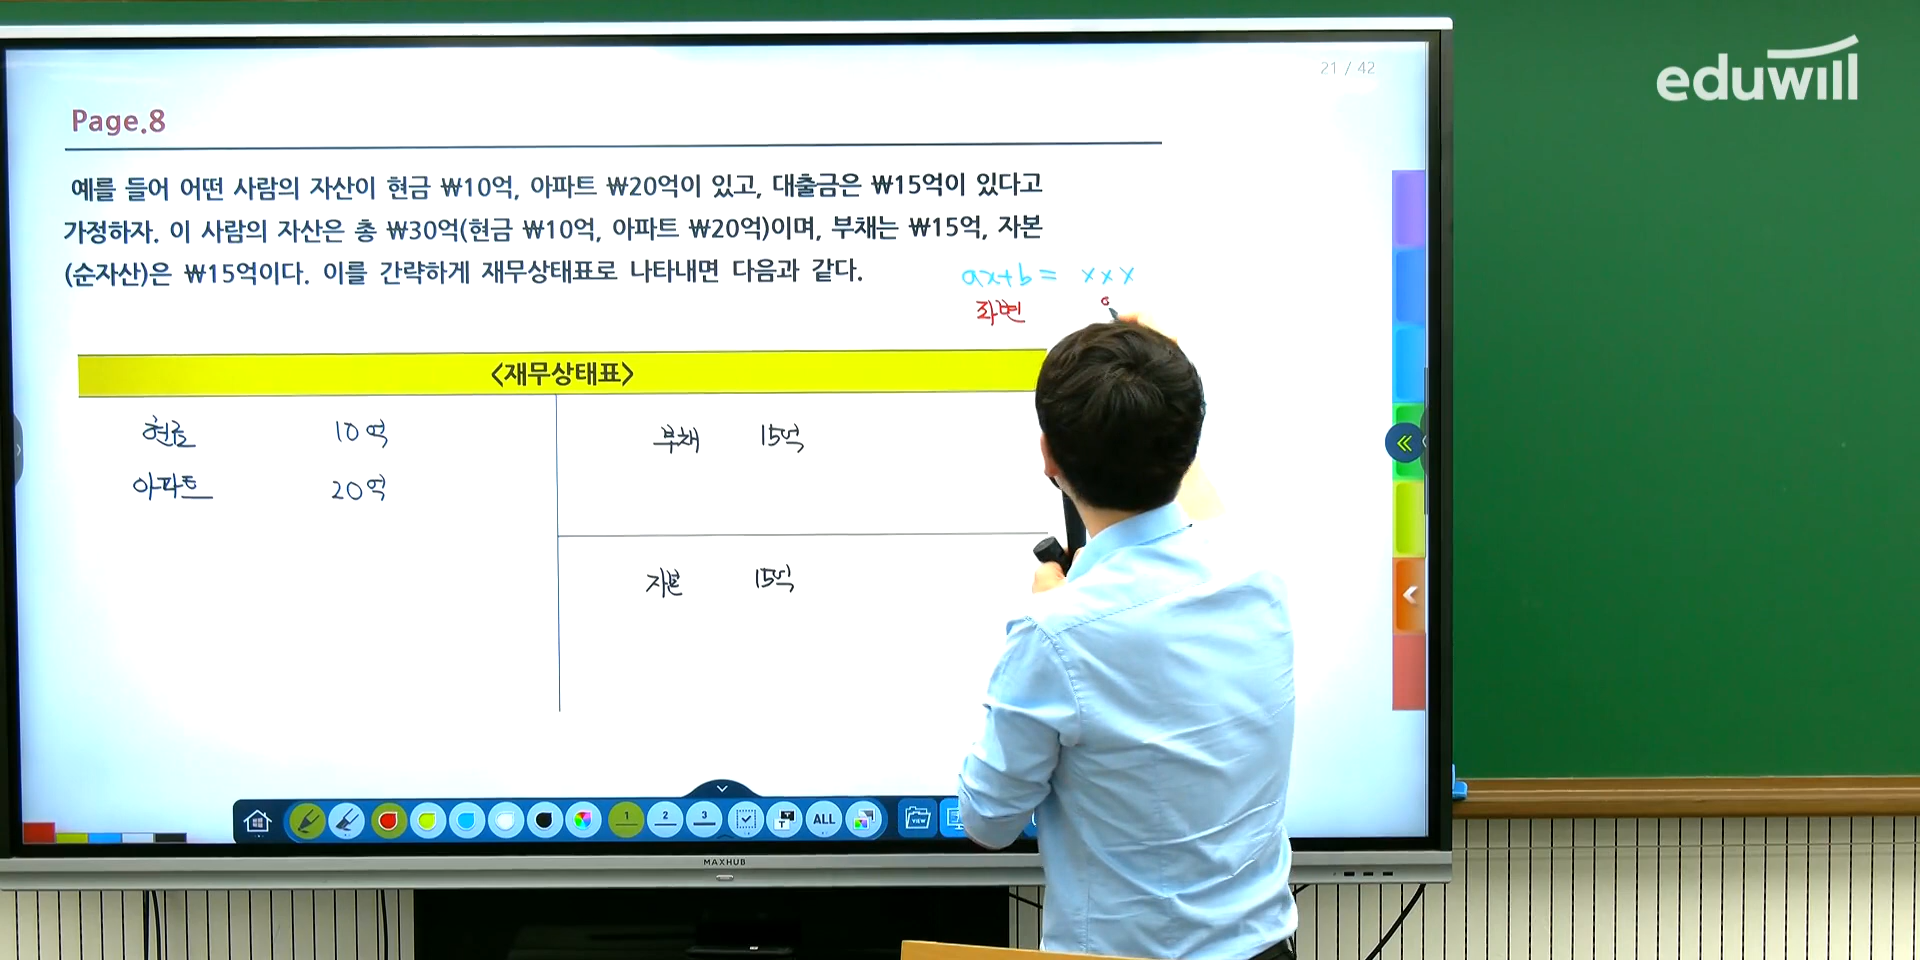 21 / 42
eduwill
Page.8
예를 들어 어떤 사람의 자산이 현금 ₩10억, 아파트 ₩20억이 있고, 대출금은 ₩15억이 있다고
가정하자. 이 사람의 자산은 총 ₩30억(현금 ₩10억, 아파트 ₩20억)이며, 부채는 ₩15억, 자본
(순자산)은 ₩15억이다. 이를 간략하게 재무상태표로 나타내면 다음과 같다.
ax+b = xxx
좌변
<재무상태표>
현금 10억 부채 15억
아파트 20억
자본 15억
1 2 3 ALL
VIEW
MAXHUB